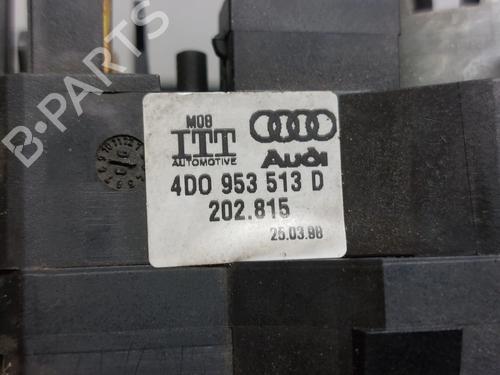 M08
ITT
AUTOMOTIVE
Audi
4D0 953 513 D
202.815
25.03.98
B-PARTS